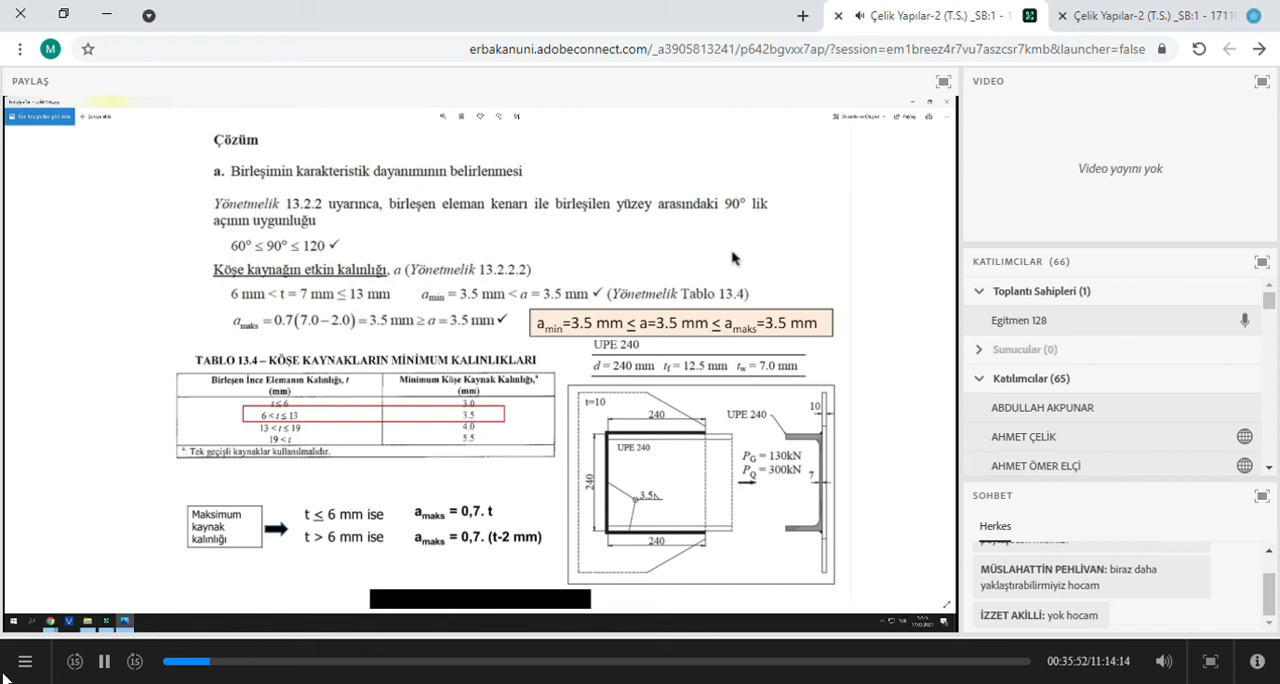 Çelik Yapılar-2 (T.S.) _SB:1 - 1
Çelik Yapılar-2 (T.S.) _SB:1 - 1711
M
erbakanuni.adobeconnect.com/_a3905813241/p642bgvxx7ap/?session=em1breez4r7vu7aszcsr7kmb&launcher=false
PAYLAŞ
Çözüm
a. Birleşimin karakteristik dayanımının belirlenmesi
Yönetmelik 13.2.2 uyarınca, birleşen eleman kenarı ile birleşilen yüzey arasındaki 90° lik
açının uygunluğu
60° ≤ 90° ≤ 120 ✓
Köşe kaynağın etkin kalınlığı, a (Yönetmelik 13.2.2.2)
6 mm < t = 7 mm ≤ 13 mm amin = 3.5 mm < a = 3.5 mm ✓ (Yönetmelik Tablo 13.4)
amaks = 0.7(7.0−2.0) = 3.5 mm ≥ a = 3.5 mm ✓
amin=3.5 mm ≤ a=3.5 mm ≤ amaks=3.5 mm
UPE 240
d = 240 mm tf = 12.5 mm tw = 7.0 mm
TABLO 13.4 – KÖŞE KAYNAKLARIN MİNİMUM KALINLIKLARI
Birleşen İnce Elemanın Kalınlığı, t
(mm)
Minimum Köşe Kaynak Kalınlığı,a
(mm)
t ≤ 6 3.0
6 < t ≤ 13 3.5
13 < t ≤ 19 4.0
19 < t 5.5
a. Tek geçişli kaynaklar kullanılmalıdır.
Maksimum
kaynak
kalınlığı
t ≤ 6 mm ise amaks = 0,7. t
t > 6 mm ise amaks = 0,7. (t-2 mm)
t=10
240
UPE 240
240
3.5
240
UPE 240
10
PG = 130kN
PQ = 300kN
7
VIDEO
Video yayını yok
KATILIMCILAR (66)
Toplantı Sahipleri (1)
Egitmen 128
Sunucular (0)
Katılımcılar (65)
ABDULLAH AKPUNAR
AHMET ÇELİK
AHMET ÖMER ELÇİ
SOHBET
Herkes
MÜSLAHATTİN PEHLİVAN: biraz daha
yaklaştırabilirmiyiz hocam
İZZET AKİLLİ: yok hocam
15
15
00:35:52/11:14:14